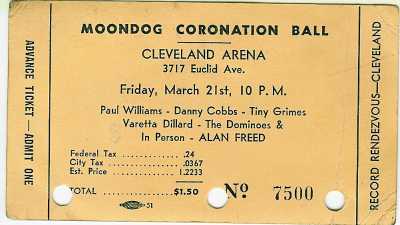 MOONDOG CORONATION BALL
CLEVELAND ARENA
3717 Euclid Ave.
Friday, March 21st, 10 P.M.
Paul Williams - Danny Cobbs - Tiny Grimes
Varetta Dillard - The Dominoes &
In Person - ALAN FREED
Federal Tax .24
City Tax .0367
Est. Price 1.2233
TOTAL $1.50
No. 7500
51
ADVANCE TICKET — ADMIT ONE
RECORD RENDEZVOUS—CLEVELAND